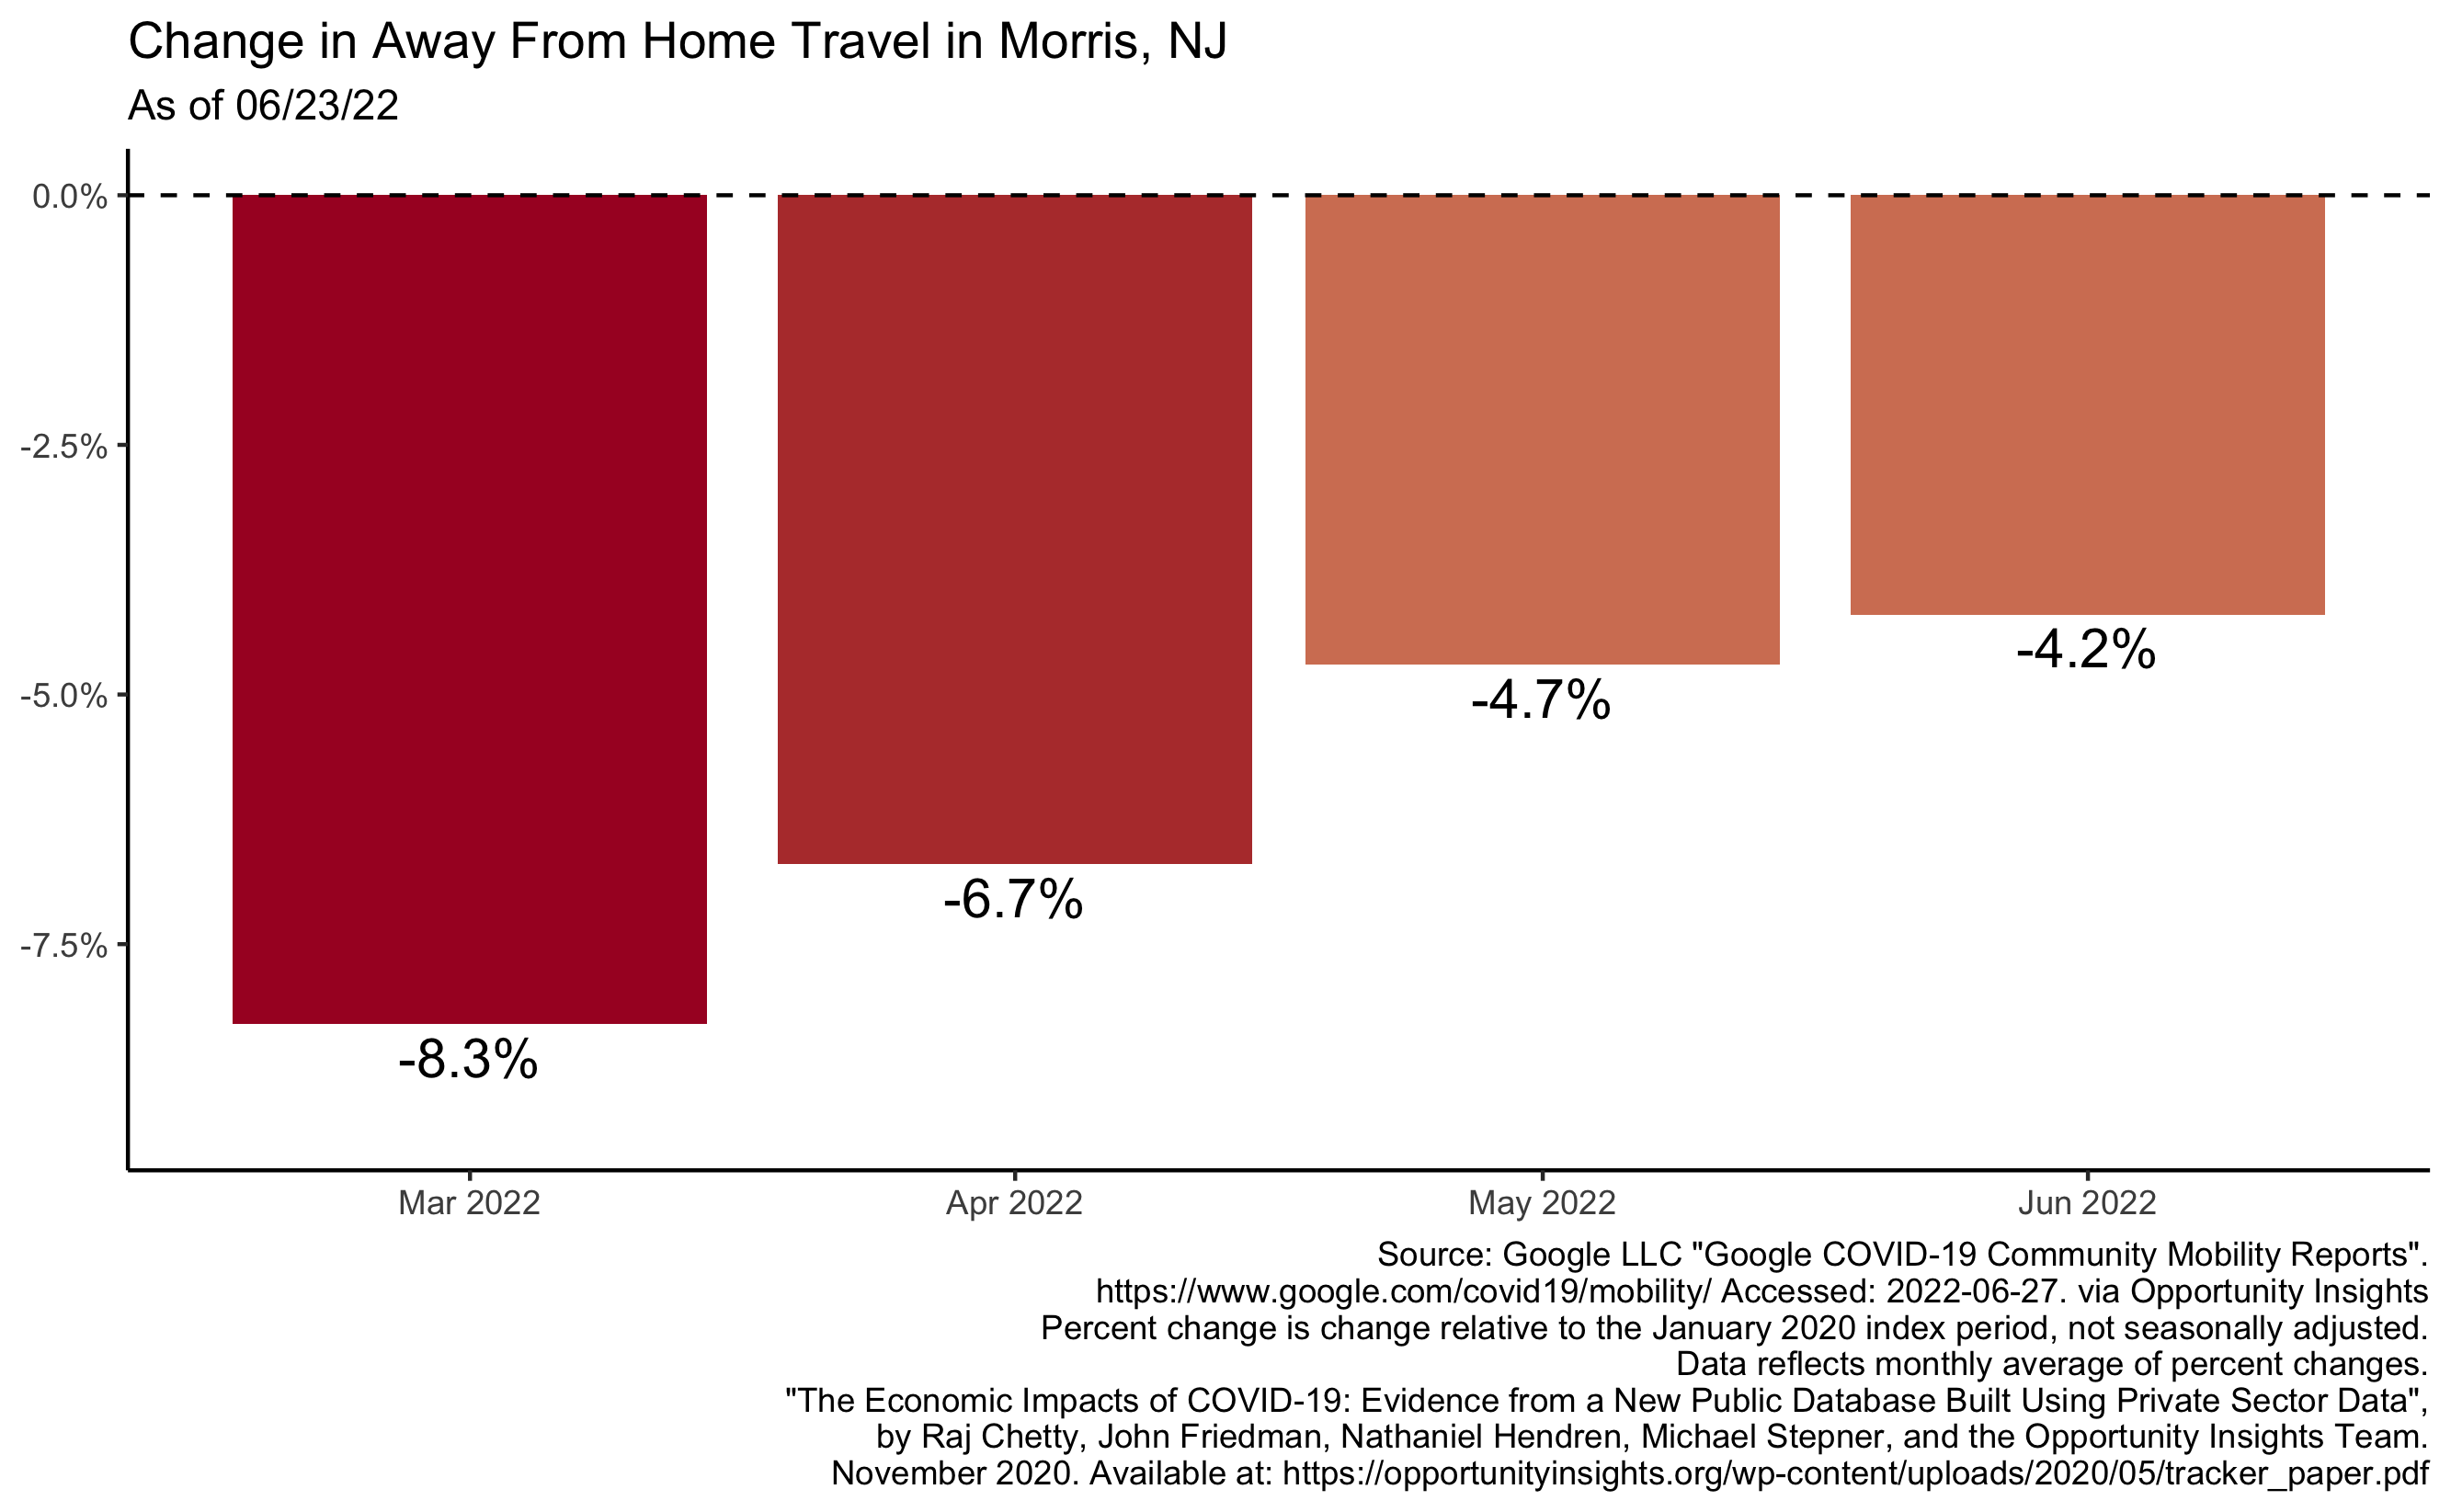 Change in Away From Home Travel in Morris, NJ
As of 06/23/22
0.0%
-2.5%
-5.0%
-7.5%
-8.3%
-6.7%
-4.7%
-4.2%
Mar 2022
Apr 2022
May 2022
Jun 2022
Source: Google LLC "Google COVID-19 Community Mobility Reports".
https://www.google.com/covid19/mobility/ Accessed: 2022-06-27. via Opportunity Insights
Percent change is change relative to the January 2020 index period, not seasonally adjusted.
Data reflects monthly average of percent changes.
"The Economic Impacts of COVID-19: Evidence from a New Public Database Built Using Private Sector Data",
by Raj Chetty, John Friedman, Nathaniel Hendren, Michael Stepner, and the Opportunity Insights Team.
November 2020. Available at: https://opportunityinsights.org/wp-content/uploads/2020/05/tracker_paper.pdf